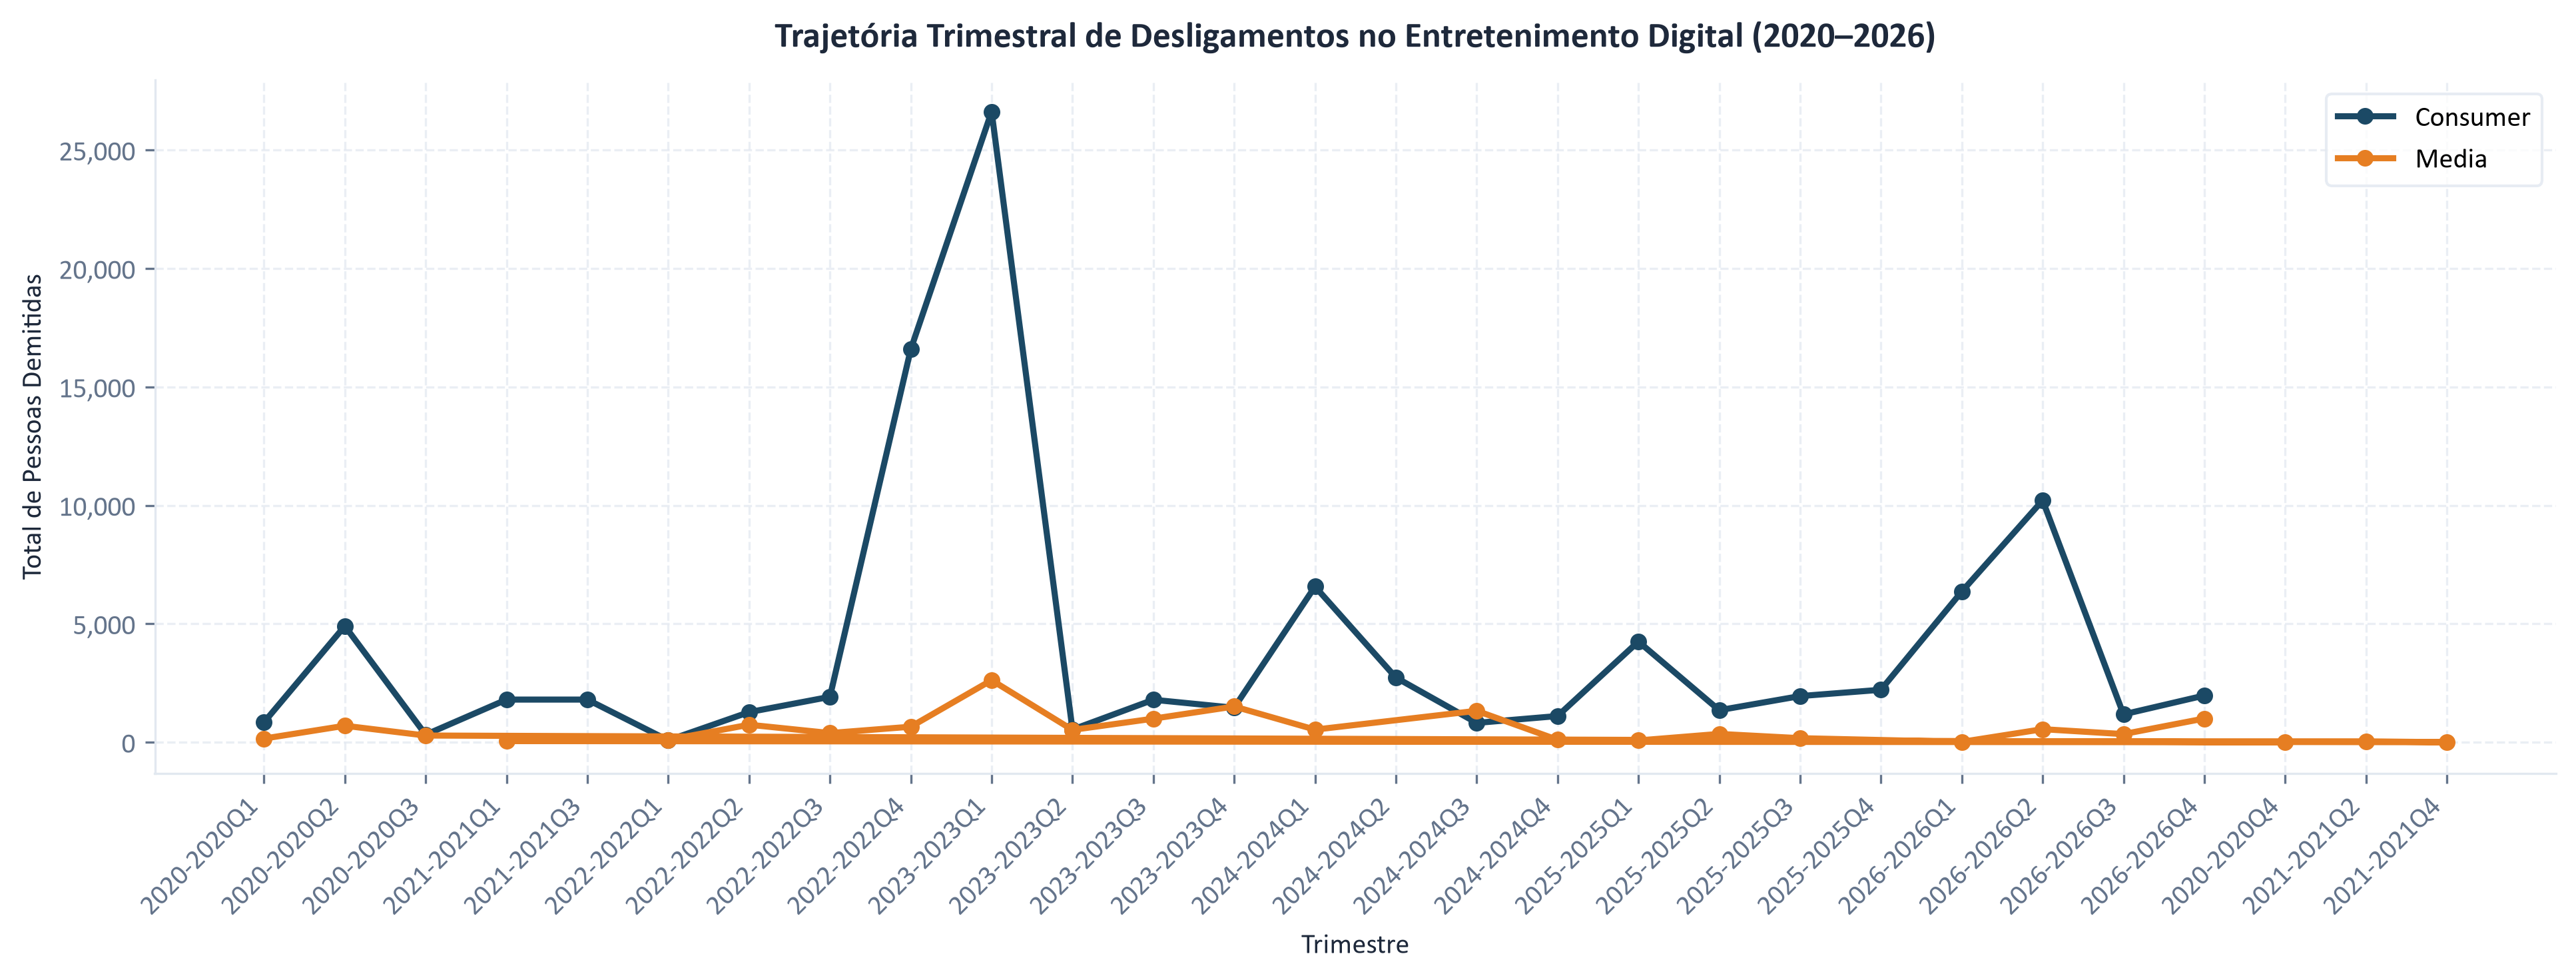 Trajetória Trimestral de Desligamentos no Entretenimento Digital (2020–2026)
Consumer
Media
Total de Pessoas Demitidas
25,000
20,000
15,000
10,000
5,000
0
2020-2020Q1
2020-2020Q2
2020-2020Q3
2021-2021Q1
2021-2021Q3
2022-2022Q1
2022-2022Q2
2022-2022Q3
2022-2022Q4
2023-2023Q1
2023-2023Q2
2023-2023Q3
2023-2023Q4
2024-2024Q1
2024-2024Q2
2024-2024Q3
2024-2024Q4
2025-2025Q1
2025-2025Q2
2025-2025Q3
2025-2025Q4
2026-2026Q1
2026-2026Q2
2026-2026Q3
2026-2026Q4
2020-2020Q4
2021-2021Q2
2021-2021Q4
Trimestre